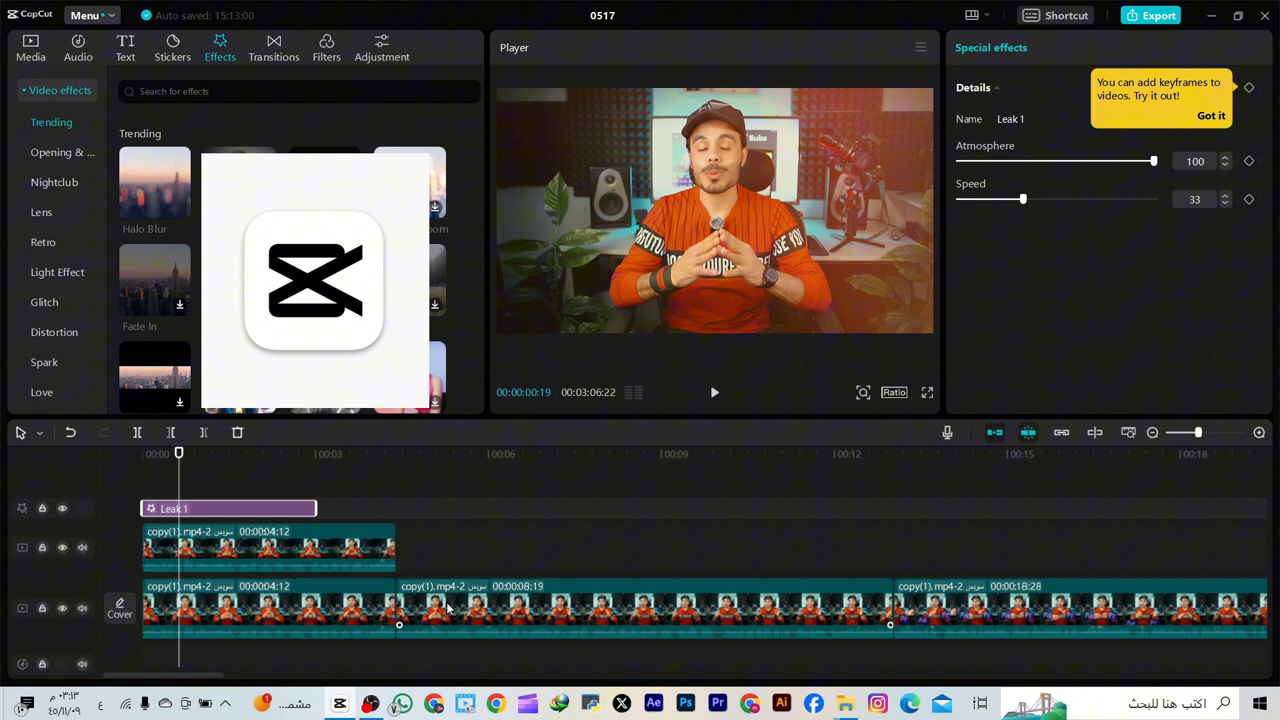 CapCut
Menu
Auto saved: 15:13:00
0517
Shortcut
Export
Media
Audio
Text
Stickers
Effects
Transitions
Filters
Adjustment
Video effects
Trending
Opening & ...
Nightclub
Lens
Retro
Light Effect
Glitch
Distortion
Spark
Love
Search for effects
Trending
Halo Blur
Fade In
Player
Subs
00:00:00:19
00:03:06:22
Ratio
Special effects
Details
You can add keyframes to
videos. Try it out!
Got it
Name Leak 1
Atmosphere
100
Speed
33
00:00
00:03
00:06
00:09
00:12
00:15
00:18
Leak 1
copy(1).mp4-2 سويس 00:00:04:12
Cover
copy(1).mp4-2 سويس 00:00:04:12
copy(1).mp4-2 سويس 00:00:08:19
copy(1).mp4-2 سويس 00:00:18:28
Ae
Ps
Pr
Ai
مشمـ...
ع
اكتب هنا للبحث